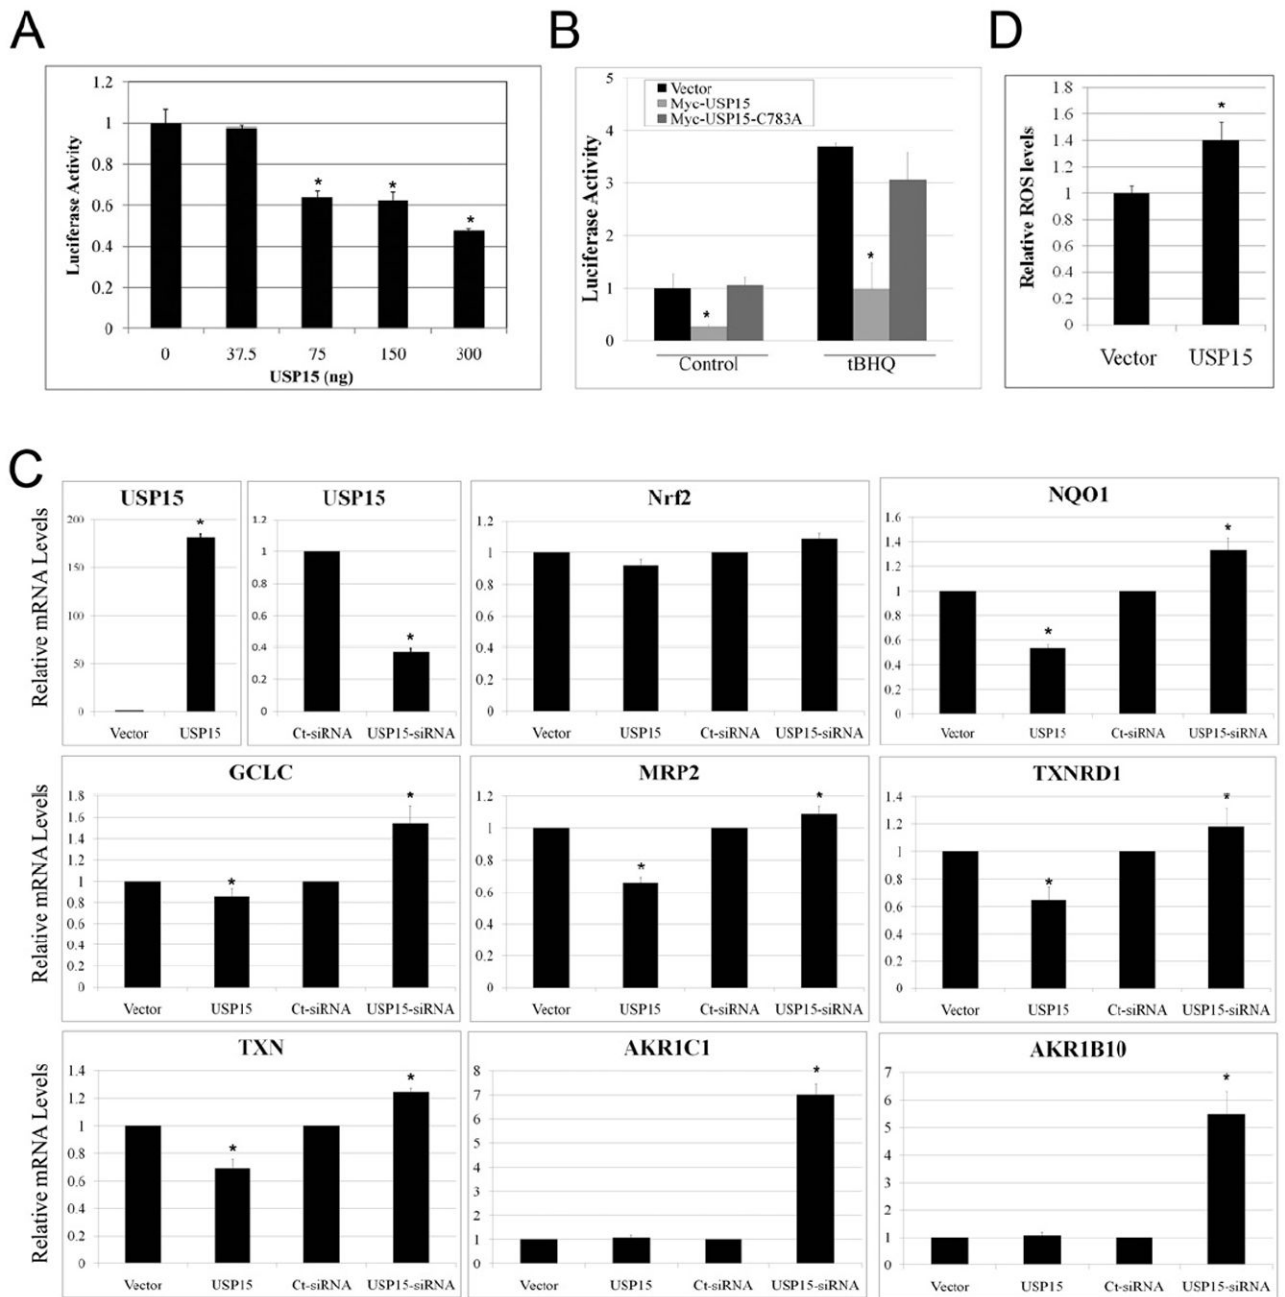 A
Luciferase Activity
1.2
1
0.8
0.6
0.4
0.2
0
*
*
*
0
37.5
75
150
300
USP15 (ng)
B
Luciferase Activity
5
4
3
2
1
0
Vector
Myc-USP15
Myc-USP15-C783A
*
*
Control
tBHQ
D
Relative ROS levels
1.8
1.6
1.4
1.2
1
0.8
0.6
0.4
0.2
0
*
Vector
USP15
C
Relative mRNA Levels
USP15
200
150
100
50
0
*
Vector
USP15
USP15
1.2
1
0.8
0.6
0.4
0.2
0
*
Ct-siRNA
USP15-siRNA
Nrf2
1.2
1
0.8
0.6
0.4
0.2
0
Vector
USP15
Ct-siRNA
USP15-siRNA
NQO1
1.6
1.4
1.2
1
0.8
0.6
0.4
0.2
0
*
*
Vector
USP15
Ct-siRNA
USP15-siRNA
Relative mRNA Levels
GCLC
1.8
1.6
1.4
1.2
1
0.8
0.6
0.4
0.2
0
*
*
Vector
USP15
Ct-siRNA
USP15-siRNA
MRP2
1.2
1
0.8
0.6
0.4
0.2
0
*
*
Vector
USP15
Ct-siRNA
USP15-siRNA
TXNRD1
1.4
1.2
1
0.8
0.6
0.4
0.2
0
*
*
Vector
USP15
Ct-siRNA
USP15-siRNA
Relative mRNA Levels
TXN
1.4
1.2
1
0.8
0.6
0.4
0.2
0
*
*
Vector
USP15
Ct-siRNA
USP15-siRNA
AKR1C1
8
7
6
5
4
3
2
1
0
*
Vector
USP15
Ct-siRNA
USP15-siRNA
AKR1B10
7
6
5
4
3
2
1
0
*
Vector
USP15
Ct-siRNA
USP15-siRNA